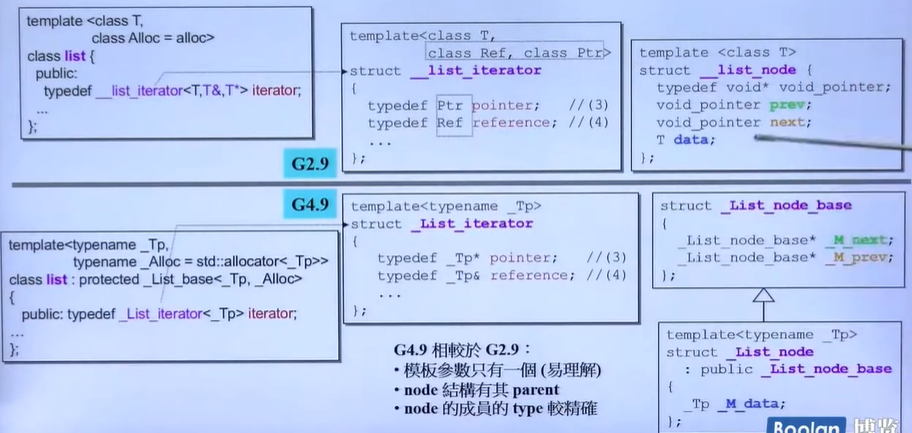 template <class T,
class Alloc = alloc>
class list {
public:
typedef __list_iterator<T,T&,T*> iterator;
...
};
template<class T,
class Ref, class Ptr>
struct __list_iterator
{
typedef Ptr pointer; //(3)
typedef Ref reference; //(4)
...
};
template <class T>
struct __list_node {
typedef void* void_pointer;
void_pointer prev;
void_pointer next;
T data;
};
G2.9
G4.9
template<typename _Tp,
typename _Alloc = std::allocator<_Tp>>
class list : protected _List_base<_Tp, _Alloc>
{
public: typedef _List_iterator<_Tp> iterator;
...
};
template<typename _Tp>
struct _List_iterator
{
typedef _Tp* pointer; //(3)
typedef _Tp& reference; //(4)
...
};
struct _List_node_base
{
_List_node_base* _M_next;
_List_node_base* _M_prev;
};
template<typename _Tp>
struct _List_node
: public _List_node_base
{
_Tp _M_data;
};
G4.9 相較於 G2.9：
• 模板參數只有一個 (易理解)
• node 結構有其 parent
• node 的成員的 type 較精確
Boolan 博览